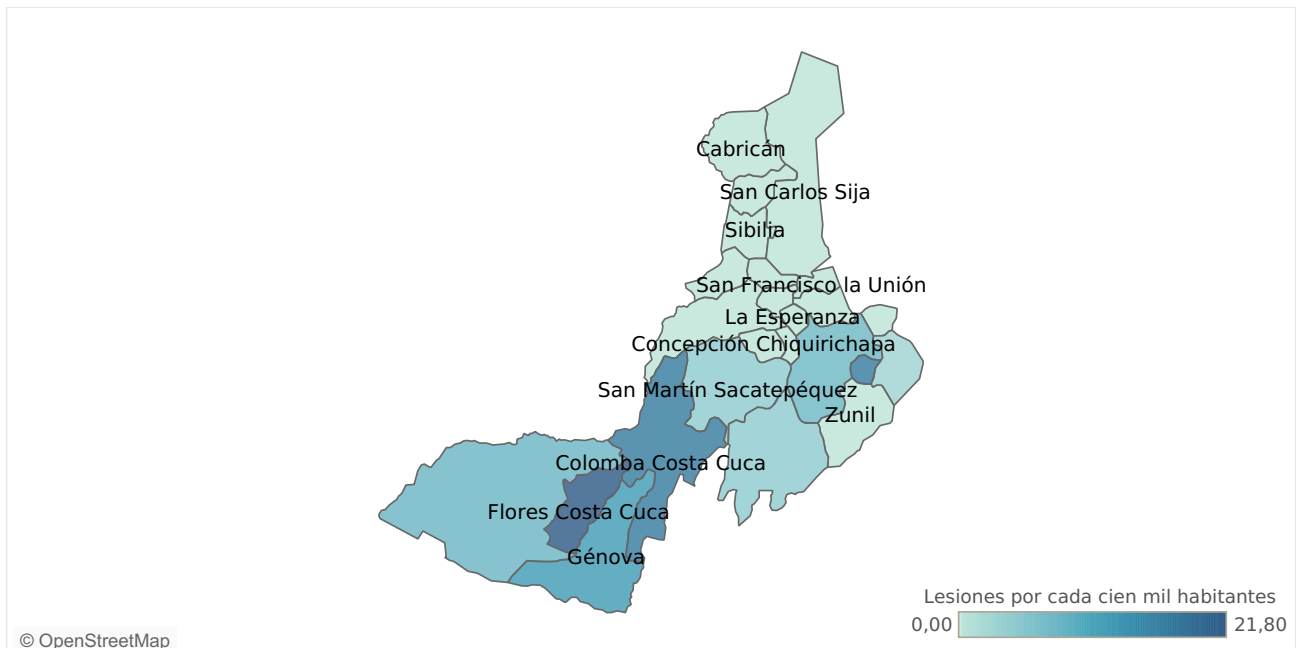 Cabricán
San Carlos Sija
Sibilia
San Francisco la Unión
La Esperanza
Concepción Chiquirichapa
San Martín Sacatepéquez
Zunil
Colomba Costa Cuca
Flores Costa Cuca
Génova
Lesiones por cada cien mil habitantes
0,00 21,80
© OpenStreetMap